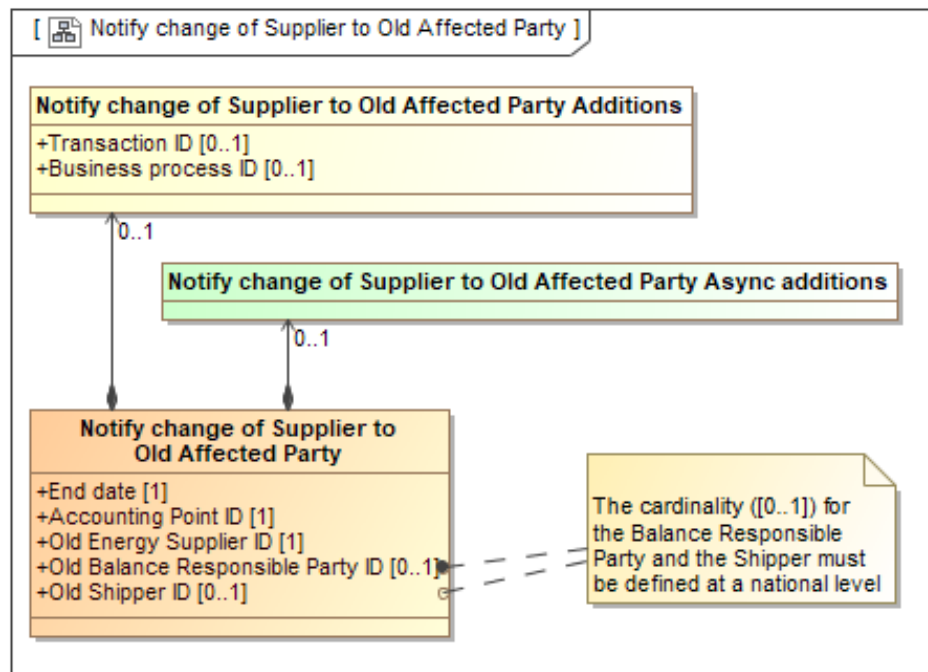 [ Notify change of Supplier to Old Affected Party ]
Notify change of Supplier to Old Affected Party Additions
+Transaction ID [0..1]
+Business process ID [0..1]
0..1
Notify change of Supplier to Old Affected Party Async additions
0..1
Notify change of Supplier to
Old Affected Party
+End date [1]
+Accounting Point ID [1]
+Old Energy Supplier ID [1]
+Old Balance Responsible Party ID [0..1]
+Old Shipper ID [0..1]
The cardinality ([0..1]) for
the Balance Responsible
Party and the Shipper must
be defined at a national level